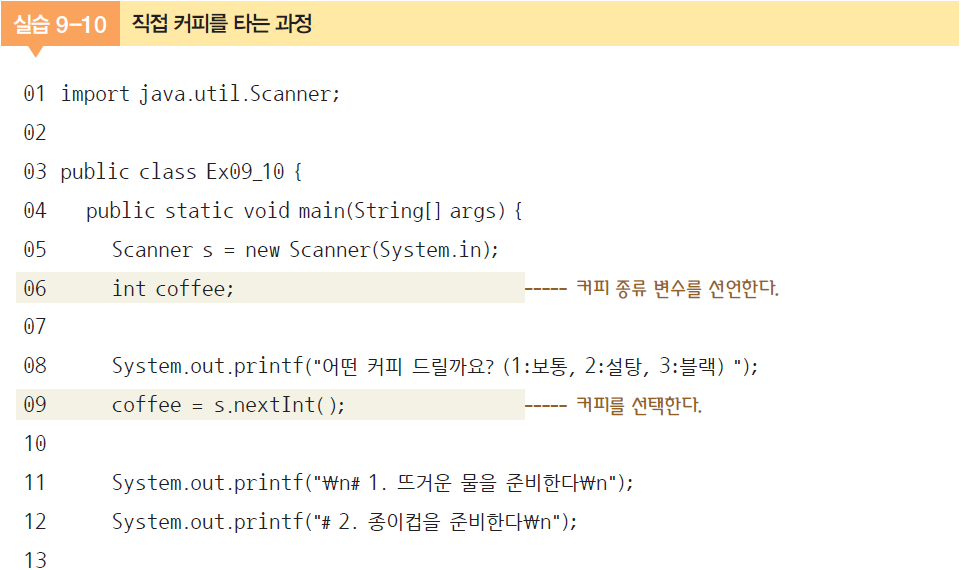 실습 9-10 직접 커피를 타는 과정
01 import java.util.Scanner;
02
03 public class Ex09_10 {
04 public static void main(String[] args) {
05 Scanner s = new Scanner(System.in);
06 int coffee; ----- 커피 종류 변수를 선언한다.
07
08 System.out.printf("어떤 커피 드릴까요? (1:보통, 2:설탕, 3:블랙) ");
09 coffee = s.nextInt(); ----- 커피를 선택한다.
10
11 System.out.printf("₩n# 1. 뜨거운 물을 준비한다₩n");
12 System.out.printf("# 2. 종이컵을 준비한다₩n");
13